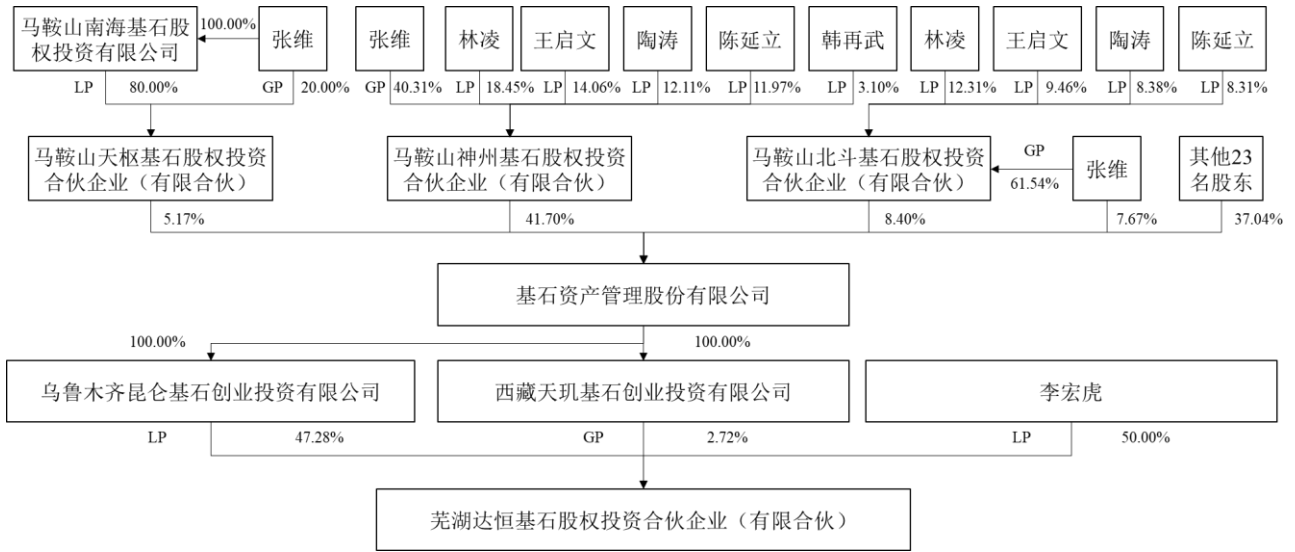 马鞍山南海基石股
权投资有限公司
100.00%
张维
张维
林凌
王启文
陶涛
陈延立
韩再武
林凌
王启文
陶涛
陈延立
LP
80.00%
GP
20.00%
GP
40.31%
LP
18.45%
LP
14.06%
LP
12.11%
LP
11.97%
LP
3.10%
LP
12.31%
LP
9.46%
LP
8.38%
LP
8.31%
马鞍山天枢基石股权投资
合伙企业（有限合伙）
马鞍山神州基石股权投资
合伙企业（有限合伙）
马鞍山北斗基石股权投资
合伙企业（有限合伙）
GP
61.54%
张维
其他23
名股东
5.17%
41.70%
8.40%
7.67%
37.04%
基石资产管理股份有限公司
100.00%
100.00%
乌鲁木齐昆仑基石创业投资有限公司
西藏天玑基石创业投资有限公司
李宏虎
LP
47.28%
GP
2.72%
LP
50.00%
芜湖达恒基石股权投资合伙企业（有限合伙）